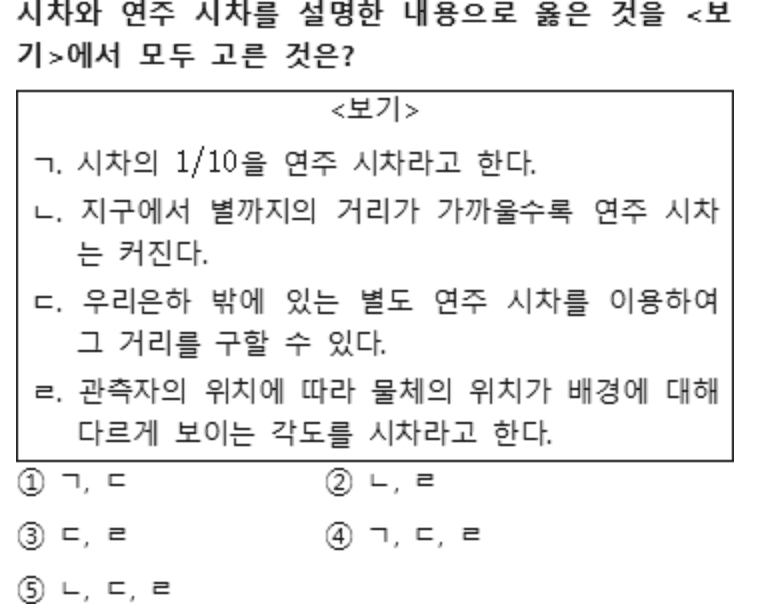 시차와 연주 시차를 설명한 내용으로 옳은 것을 <보
기>에서 모두 고른 것은?
<보기>
ㄱ. 시차의 1/10을 연주 시차라고 한다.
ㄴ. 지구에서 별까지의 거리가 가까울수록 연주 시차
는 커진다.
ㄷ. 우리은하 밖에 있는 별도 연주 시차를 이용하여
그 거리를 구할 수 있다.
ㄹ. 관측자의 위치에 따라 물체의 위치가 배경에 대해
다르게 보이는 각도를 시차라고 한다.
① ㄱ, ㄷ ② ㄴ, ㄹ
③ ㄷ, ㄹ ④ ㄱ, ㄷ, ㄹ
⑤ ㄴ, ㄷ, ㄹ